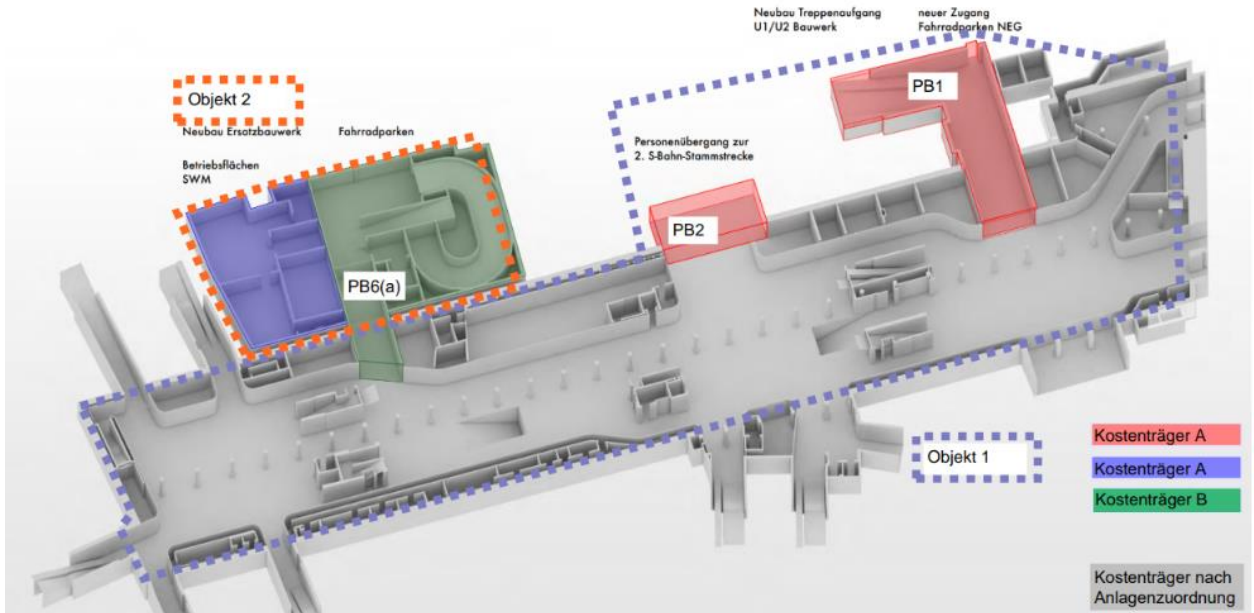 Neubau Treppenaufgang
U1/U2 Bauwerk
neuer Zugang
Fahrradparken NEG
PB1
Objekt 2
Neubau Ersatzbauwerk
Fahrradparken
Betriebsflächen
SWM
Personenübergang zur
2. S-Bahn-Stammstrecke
PB2
PB6(a)
Objekt 1
Kostenträger A
Kostenträger A
Kostenträger B
Kostenträger nach
Anlagenzuordnung